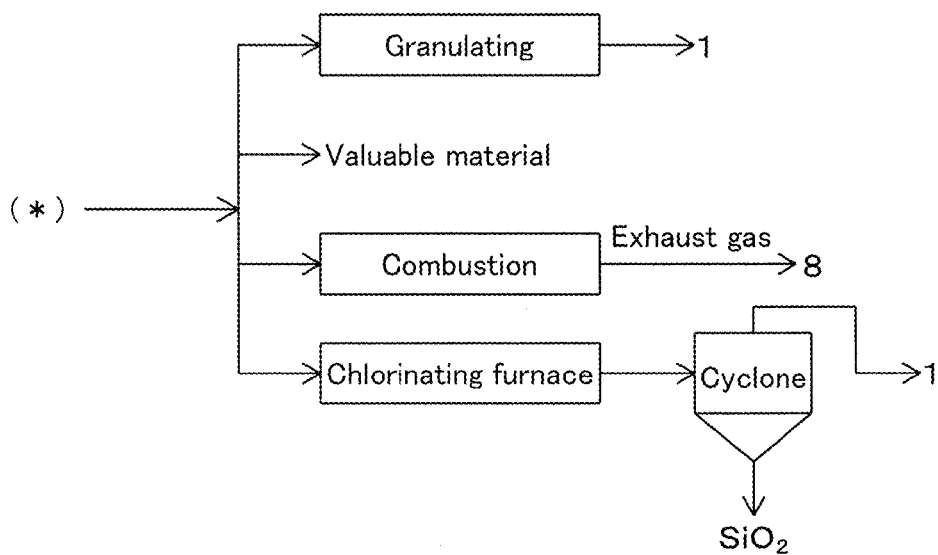 Granulating
1
Valuable material
(*)
Exhaust gas
Combustion
8
Chlorinating furnace
Cyclone
1
SiO₂